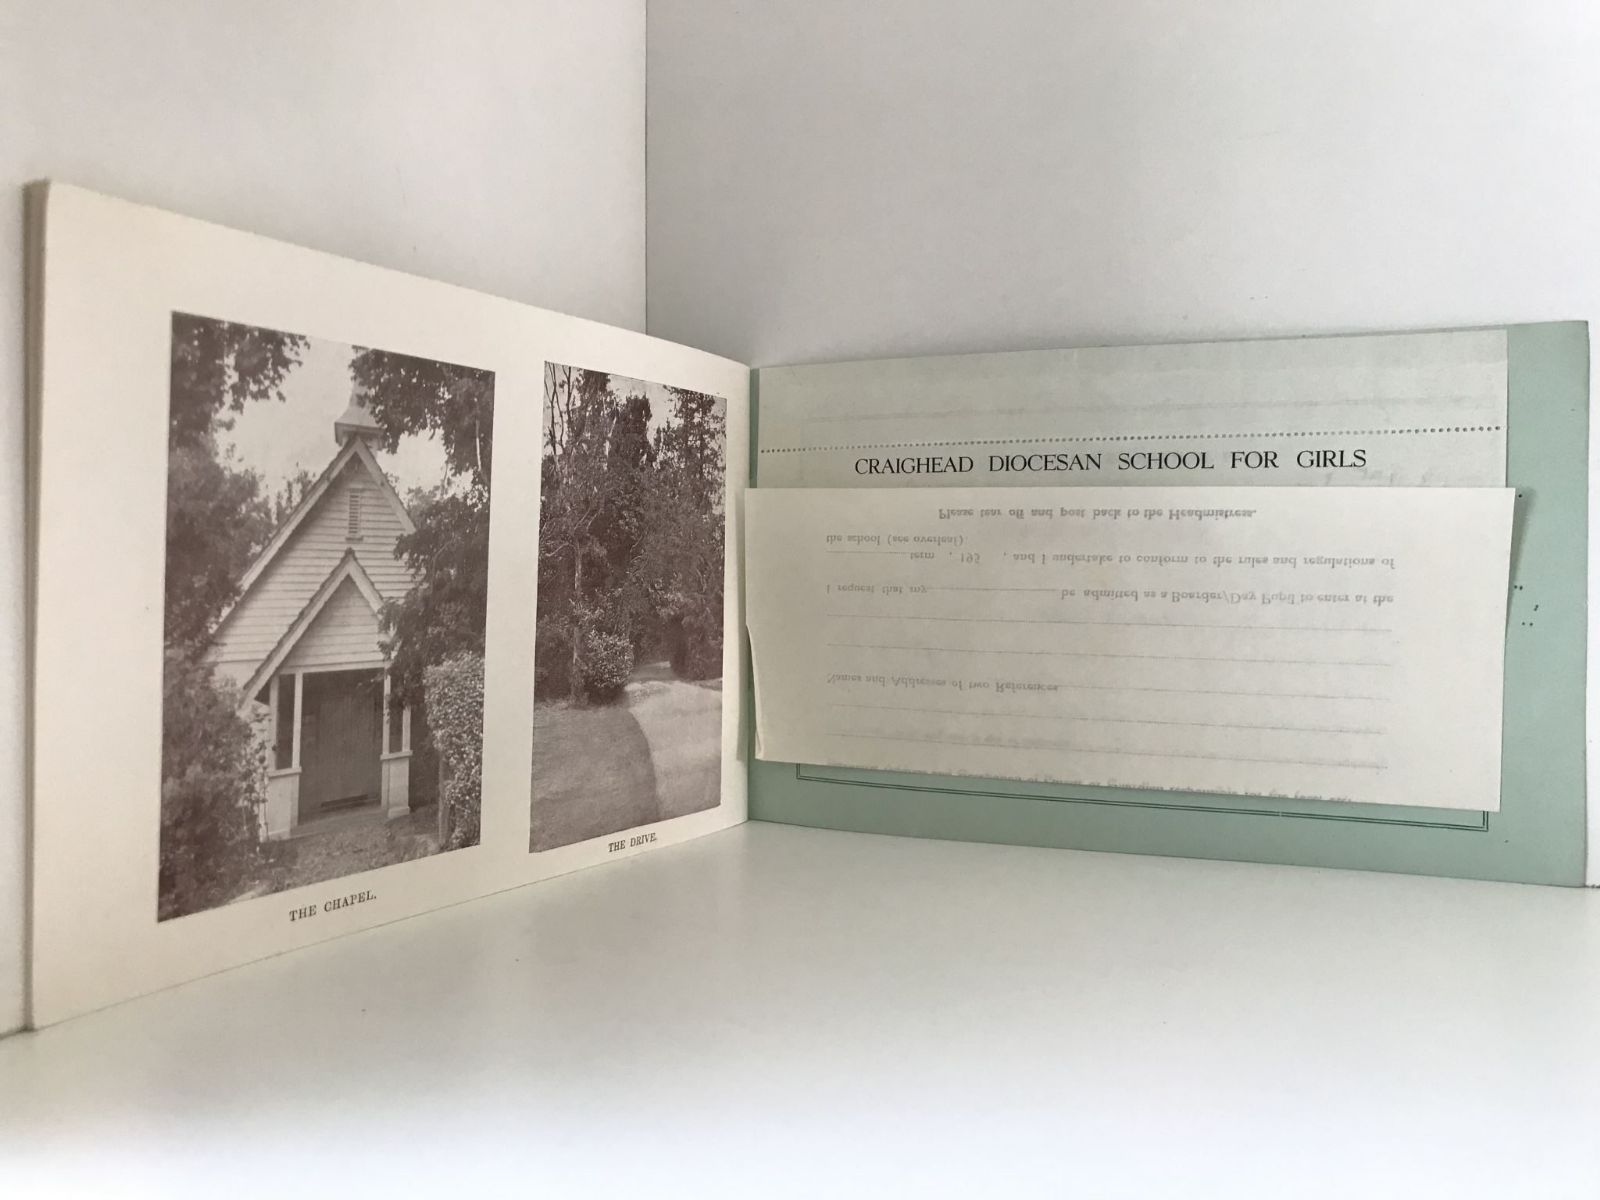 THE CHAPEL.
THE DRIVE.
CRAIGHEAD DIOCESAN SCHOOL FOR GIRLS
Please tear off and post back to the Headmistress.
the school (see overleaf)
term , 195 , and I undertake to conform to the rules and regulations of
I request that my be admitted as a Boarder/Day Pupil to enter at the
Names and Addresses of two References